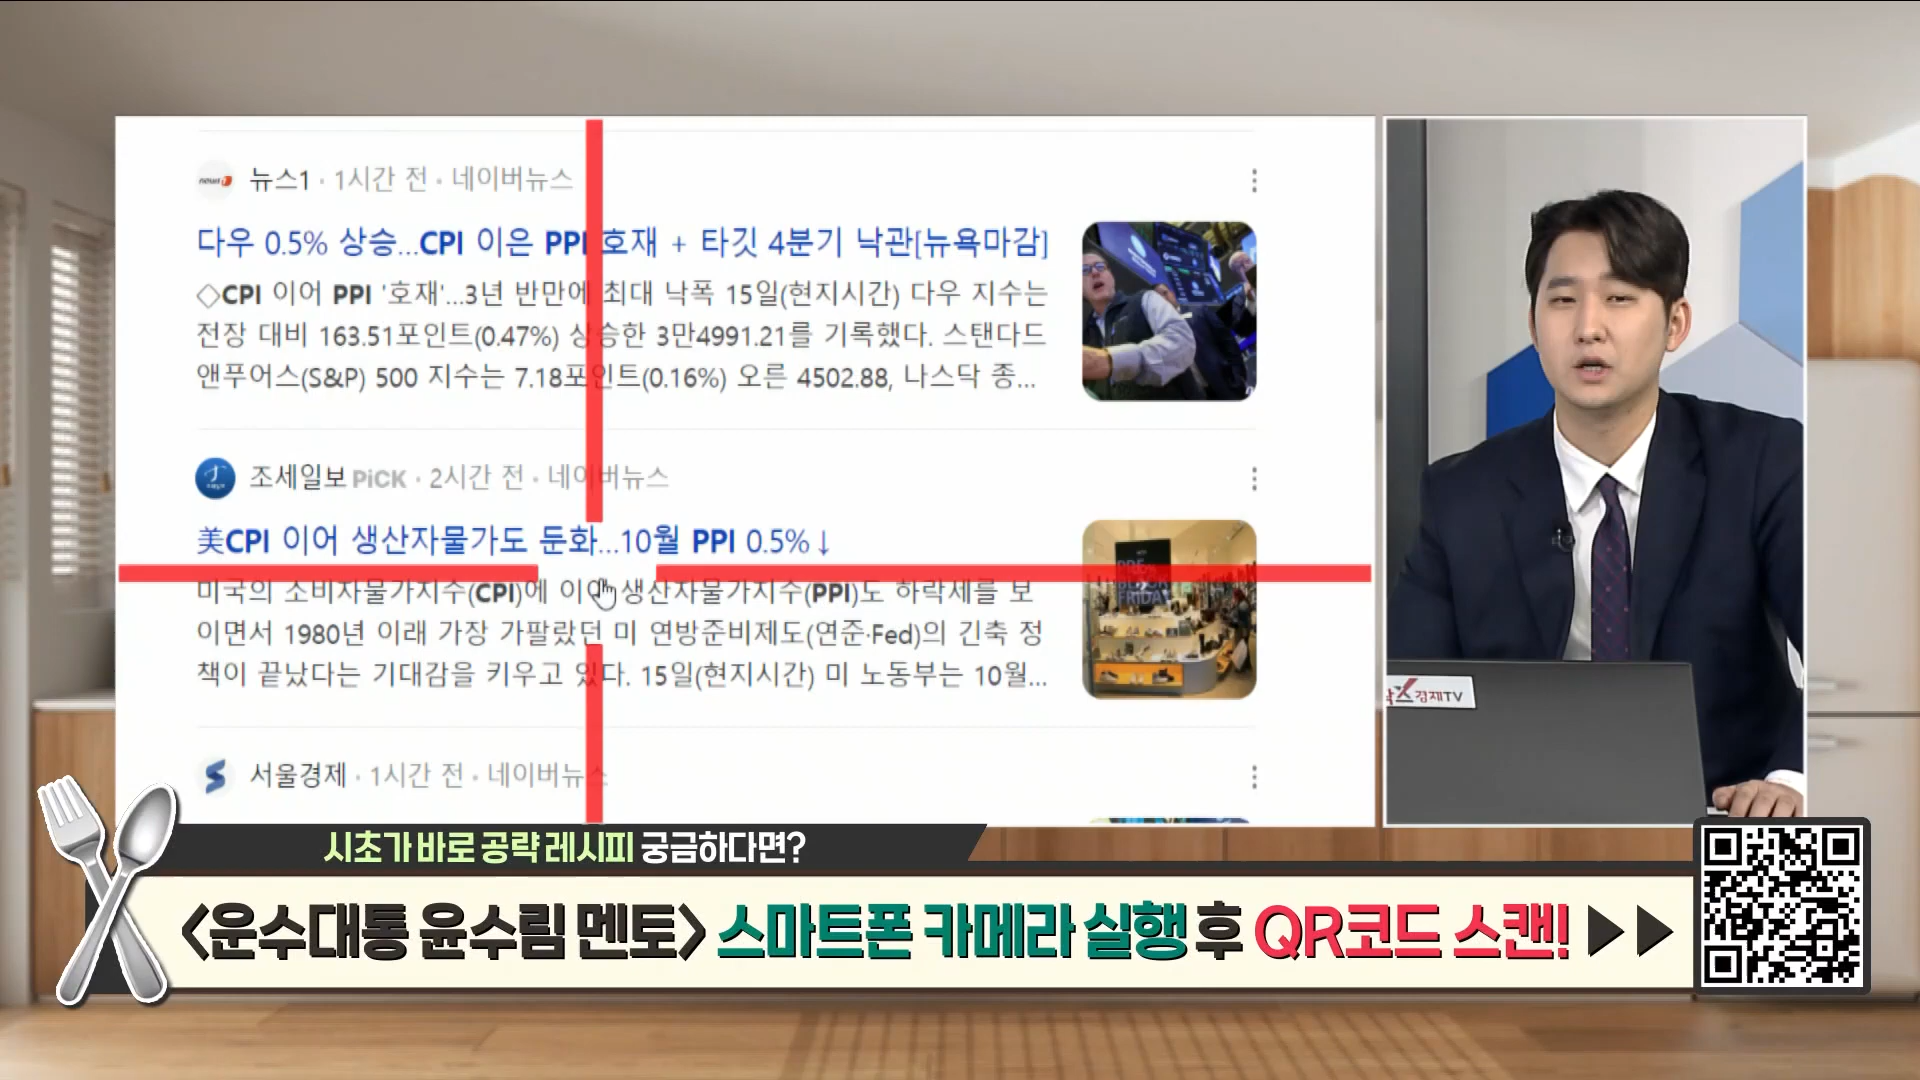 뉴스1 · 1시간 전 · 네이버뉴스
다우 0.5% 상승...CPI 이은 PPI 호재 + 타깃 4분기 낙관[뉴욕마감]
◇CPI 이어 PPI '호재'...3년 반만에 최대 낙폭 15일(현지시간) 다우 지수는
전장 대비 163.51포인트(0.47%) 상승한 3만4991.21를 기록했다. 스탠다드
앤푸어스(S&P) 500 지수는 7.18포인트(0.16%) 오른 4502.88, 나스닥 종...
조세일보 PiCK · 2시간 전 · 네이버뉴스
美CPI 이어 생산자물가도 둔화...10월 PPI 0.5%↓
미국의 소비자물가지수(CPI)에 이어 생산자물가지수(PPI)도 하락세를 보
이면서 1980년 이래 가장 가팔랐던 미 연방준비제도(연준·Fed)의 긴축 정
책이 끝났다는 기대감을 키우고 있다. 15일(현지시간) 미 노동부는 10월...
서울경제 · 1시간 전 · 네이버뉴스
PRE
BLACK
FRIDAY
경제TV
시초가 바로 공략 레시피 궁금하다면?
<운수대통 윤수림 멘토> 스마트폰 카메라 실행 후 QR코드 스캔! ▶▶